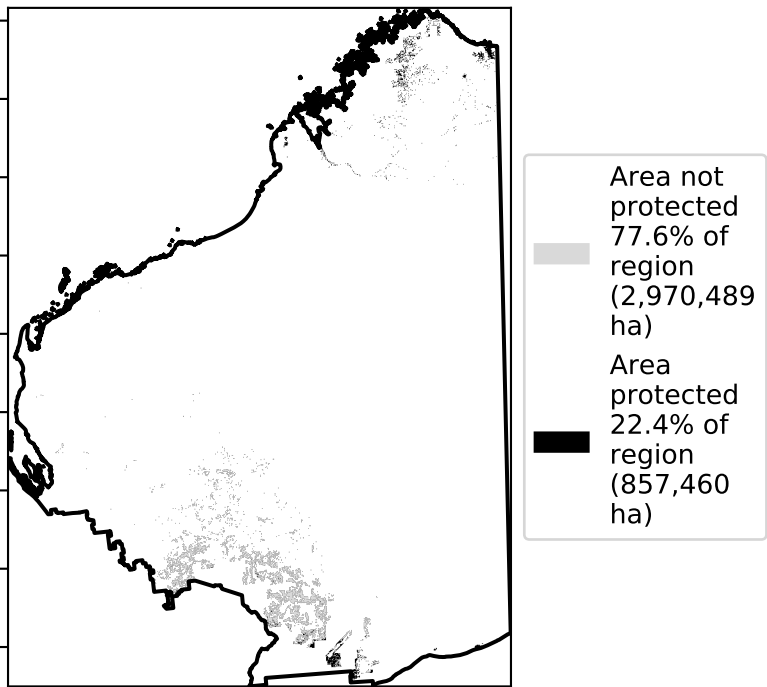 Area not
protected
77.6% of
region
(2,970,489
ha)
Area
protected
22.4% of
region
(857,460
ha)